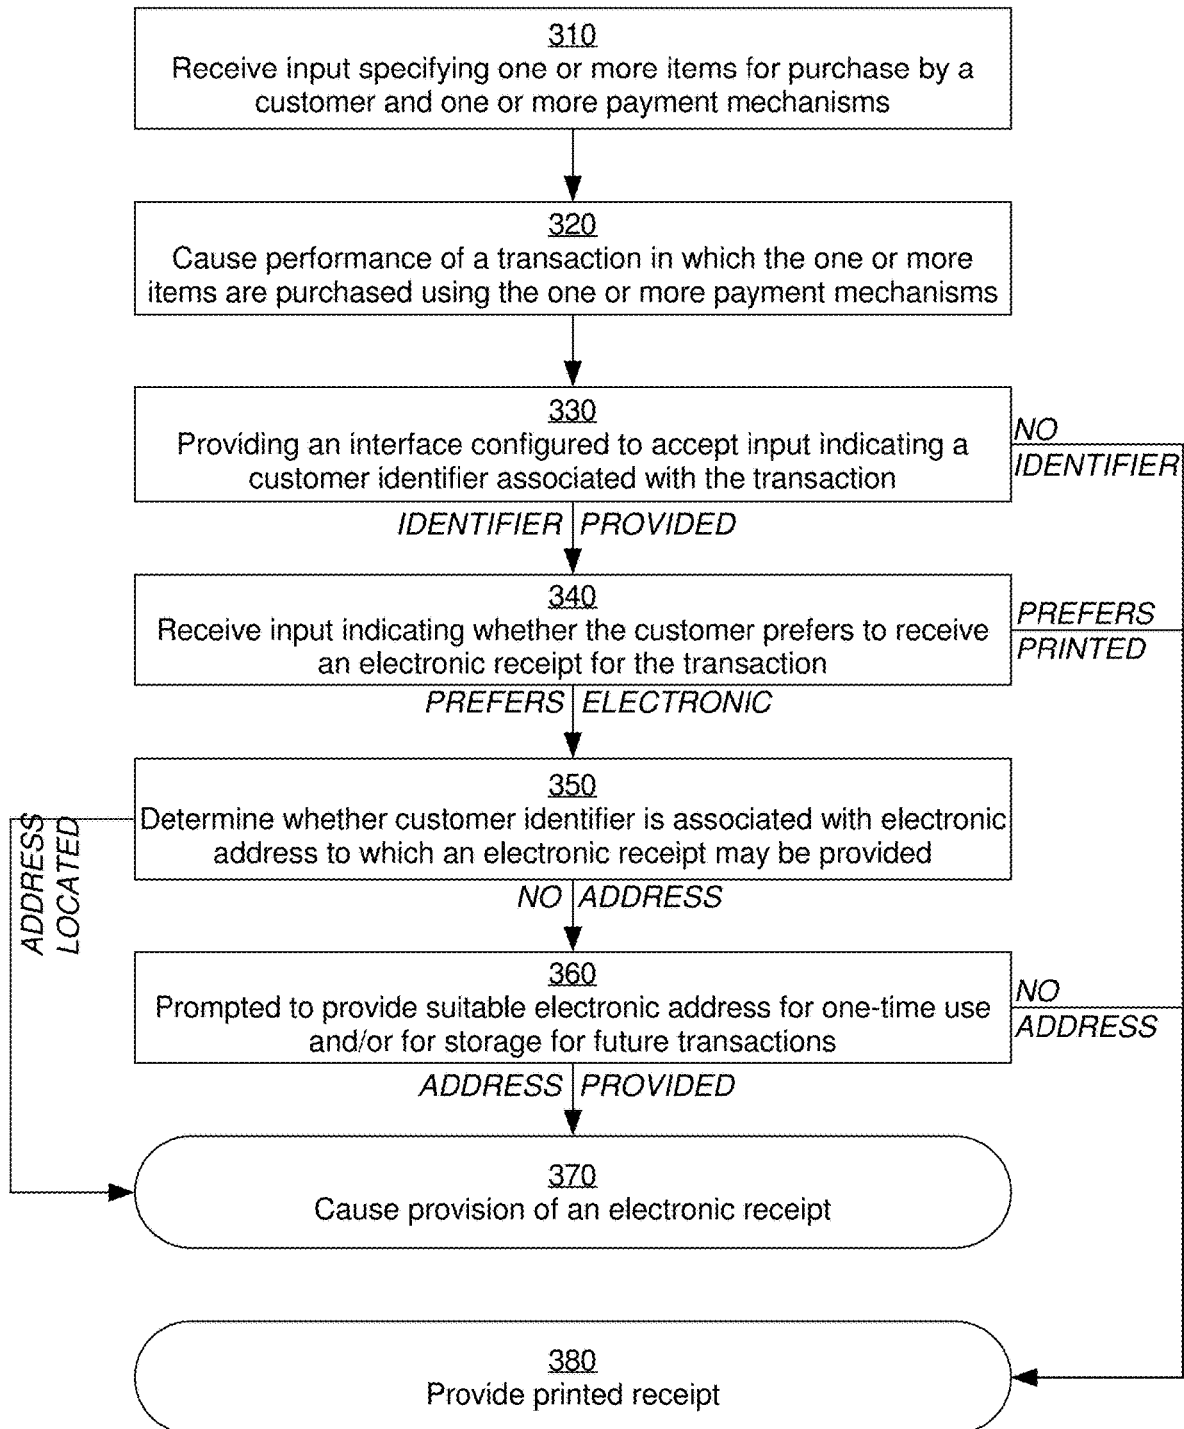 310
Receive input specifying one or more items for purchase by a
customer and one or more payment mechanisms
320
Cause performance of a transaction in which the one or more
items are purchased using the one or more payment mechanisms
330
Providing an interface configured to accept input indicating a
customer identifier associated with the transaction
NO
IDENTIFIER
IDENTIFIER PROVIDED
340
Receive input indicating whether the customer prefers to receive
an electronic receipt for the transaction
PREFERS
PRINTED
PREFERS ELECTRONIC
350
Determine whether customer identifier is associated with electronic
address to which an electronic receipt may be provided
ADDRESS
LOCATED
NO ADDRESS
360
Prompted to provide suitable electronic address for one-time use
and/or for storage for future transactions
NO
ADDRESS
ADDRESS PROVIDED
370
Cause provision of an electronic receipt
380
Provide printed receipt